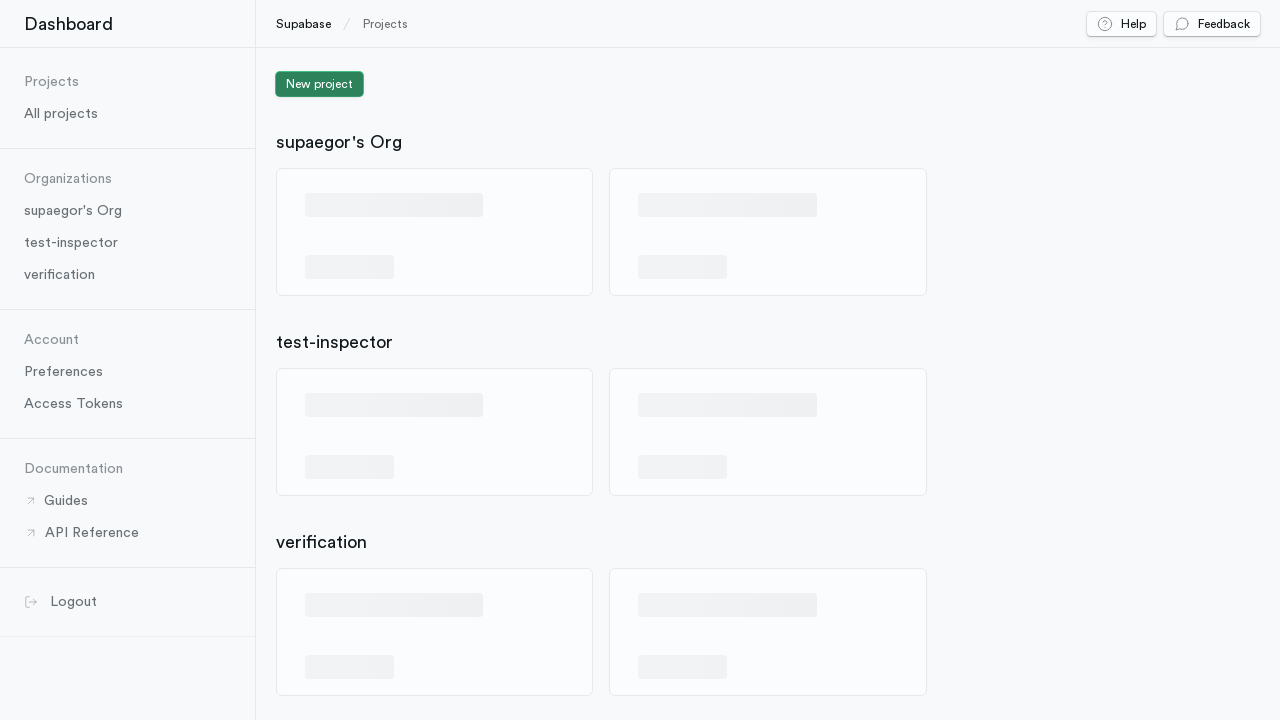 Dashboard
Supabase
Projects
Help
Feedback
Projects
All projects
Organizations
supaegor's Org
test-inspector
verification
Account
Preferences
Access Tokens
Documentation
Guides
API Reference
Logout
New project
supaegor's Org
test-inspector
verification